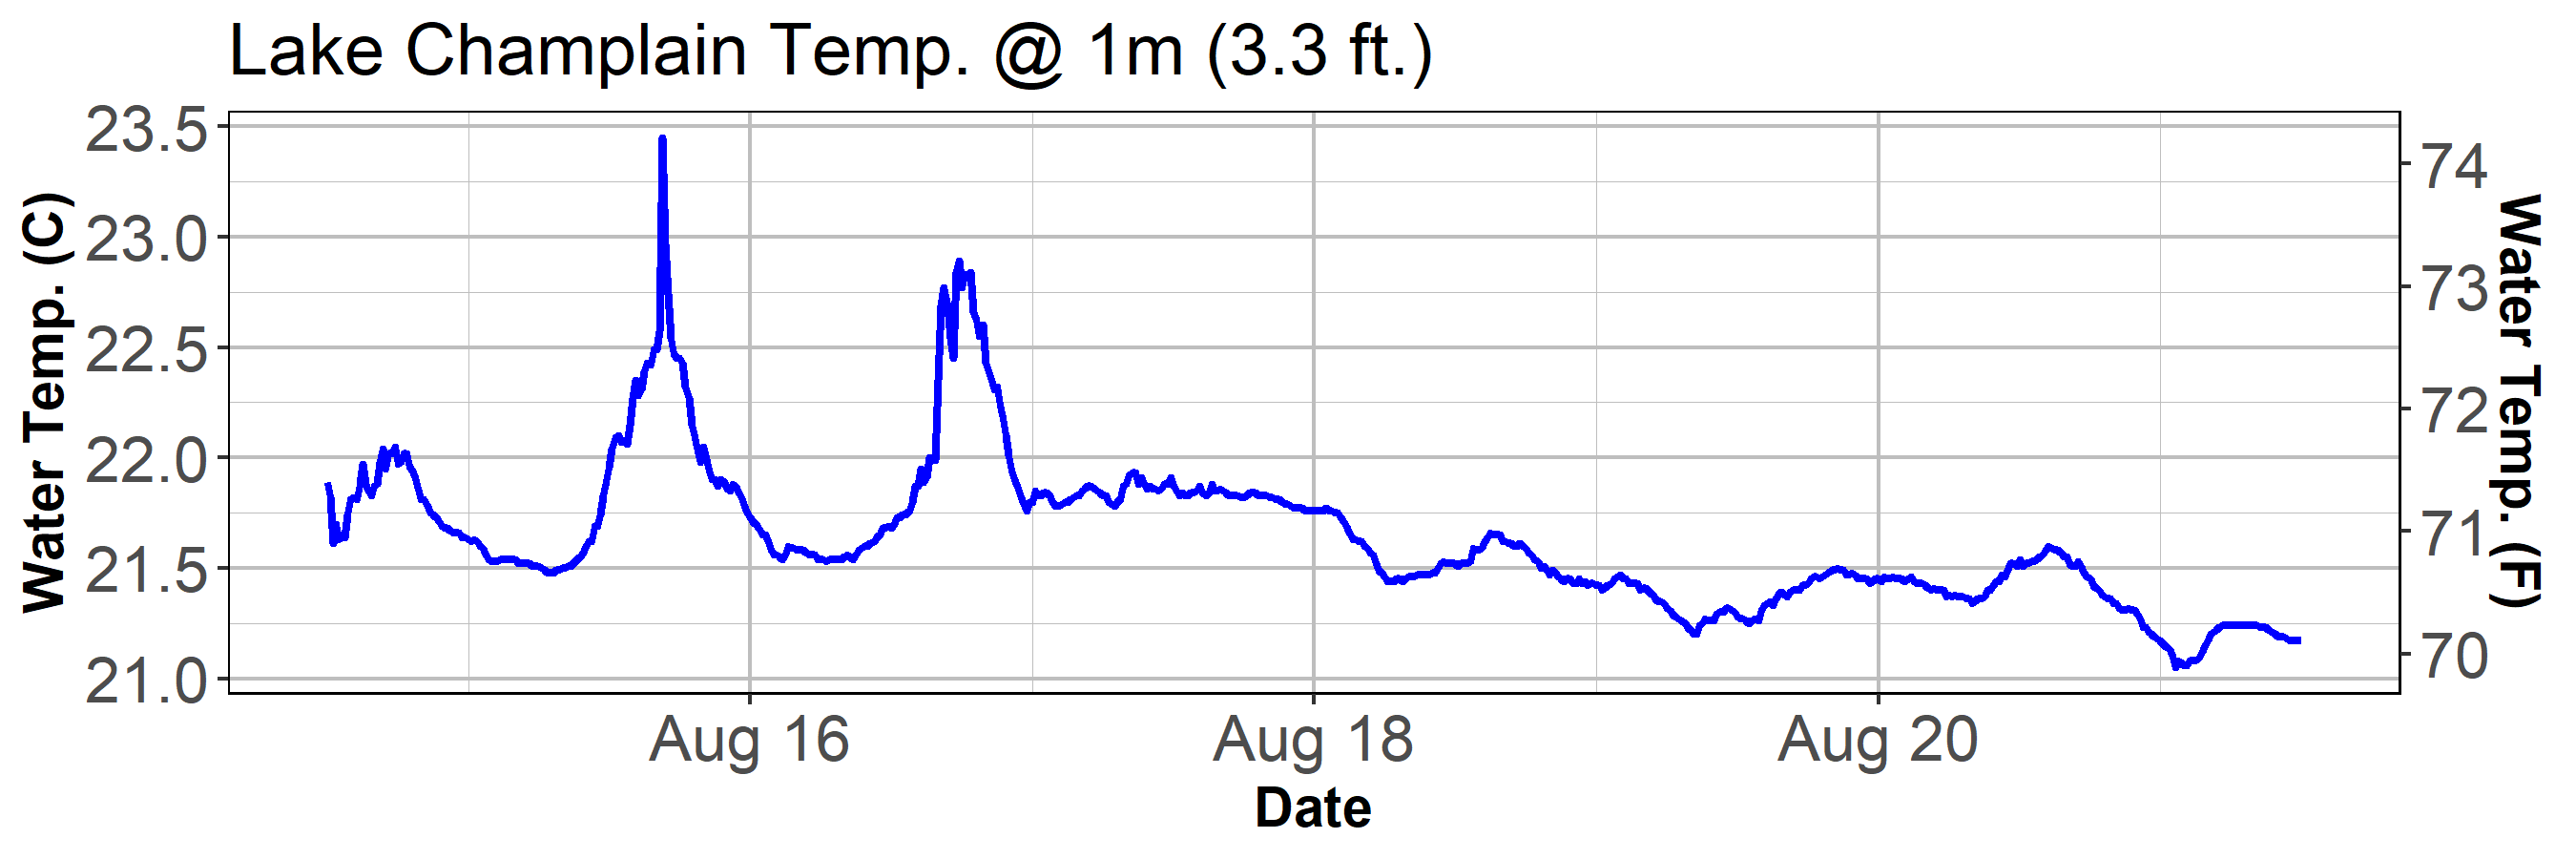 Lake Champlain Temp. @ 1m (3.3 ft.)
Water Temp. (C)
23.5
23.0
22.5
22.0
21.5
21.0
74
73
72
71
70
Water Temp. (F)
Aug 16
Aug 18
Aug 20
Date